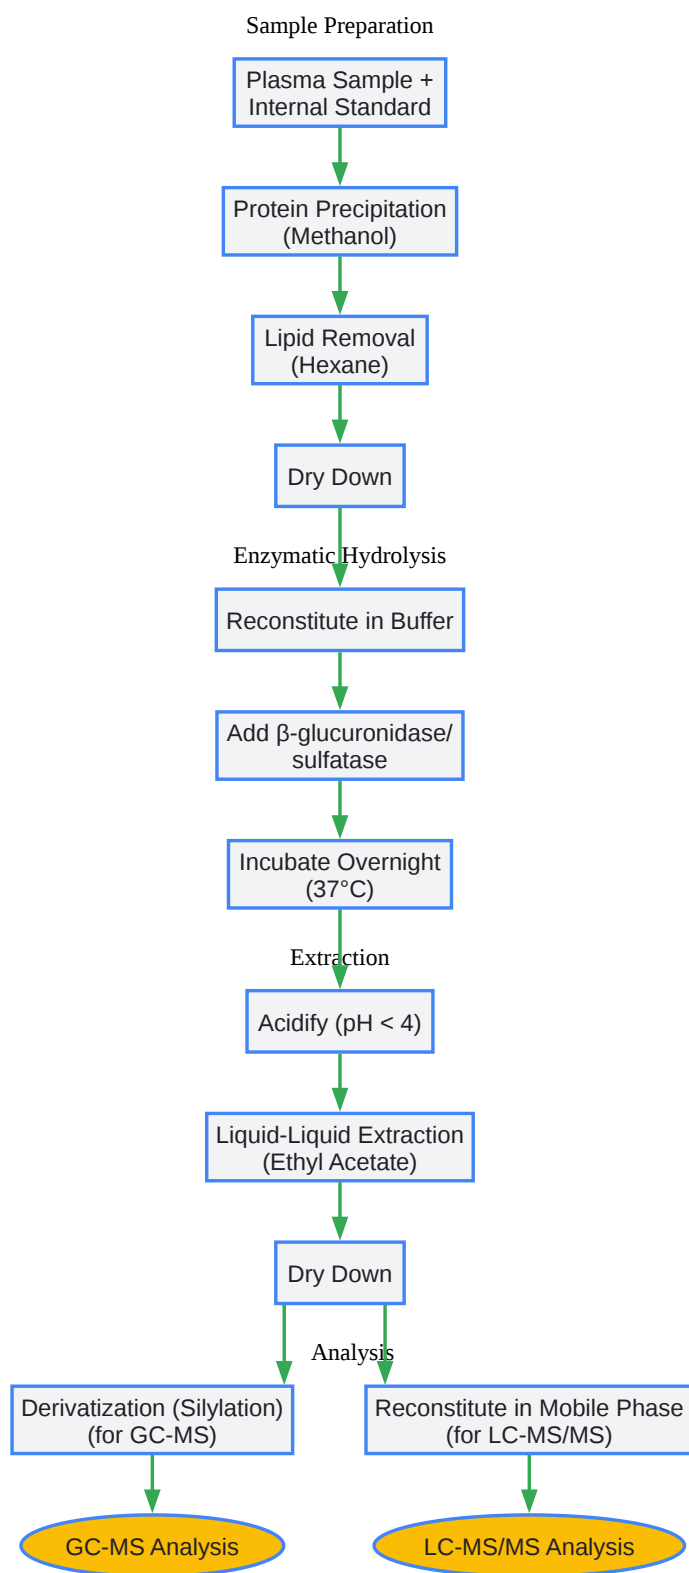 Sample Preparation
Plasma Sample +
Internal Standard
Protein Precipitation
(Methanol)
Lipid Removal
(Hexane)
Dry Down
Enzymatic Hydrolysis
Reconstitute in Buffer
Add β-glucuronidase/
sulfatase
Incubate Overnight
(37°C)
Extraction
Acidify (pH < 4)
Liquid-Liquid Extraction
(Ethyl Acetate)
Dry Down
Analysis
Derivatization (Silylation)
(for GC-MS)
Reconstitute in Mobile Phase
(for LC-MS/MS)
GC-MS Analysis
LC-MS/MS Analysis